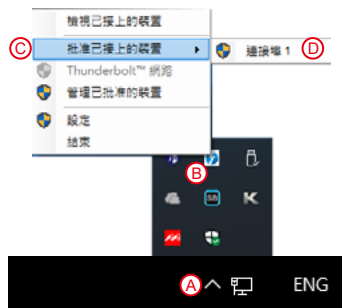 檢視已接上的裝置
C 批准已接上的裝置 連接埠 1 D
Thunderbolt™ 網路
管理已批准的裝置
設定
結束
B
A ENG